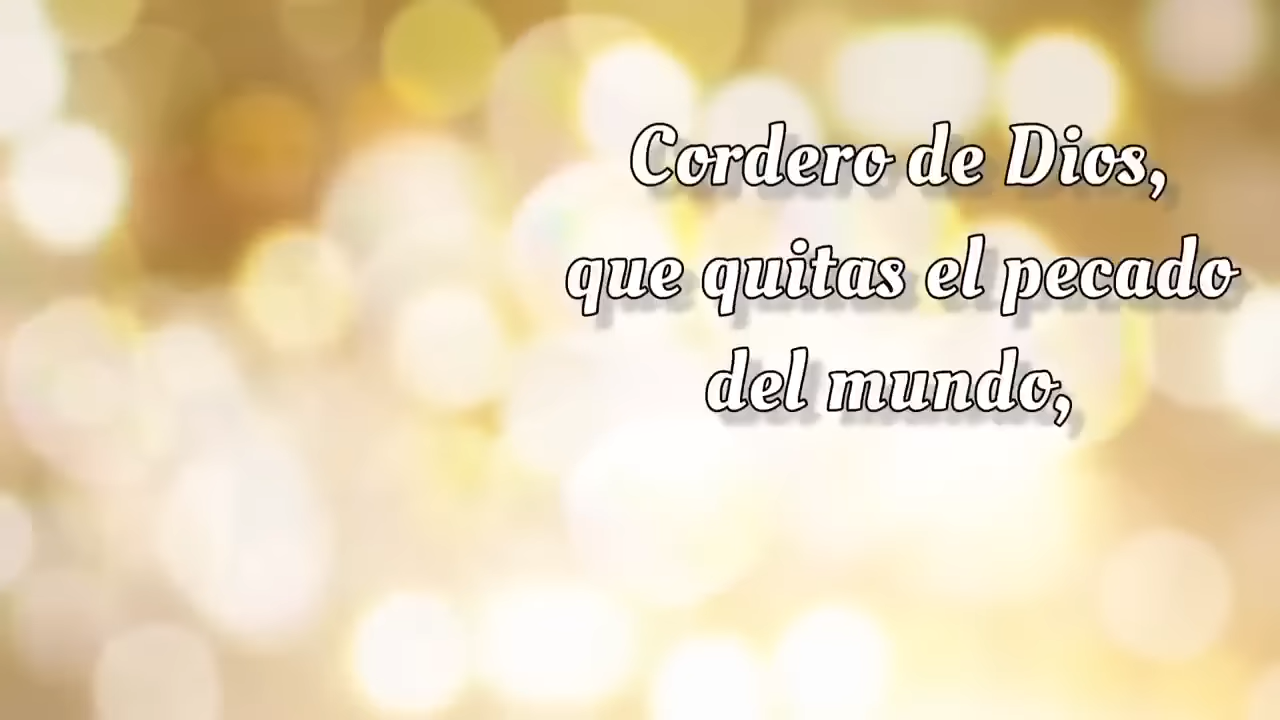 Cordero de Dios,
que quitas el pecado
del mundo,